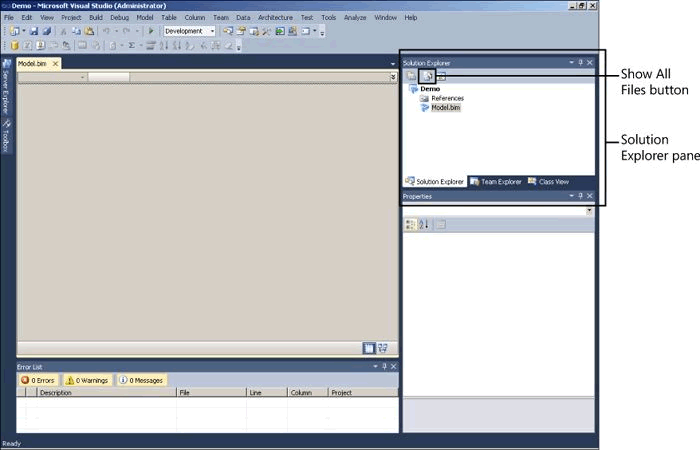 Demo - Microsoft Visual Studio (Administrator)
File Edit View Project Build Debug Model Table Column Team Data Architecture Test Tools Analyze Window Help
Development
Model.bim
Server Explorer
Toolbox
Solution Explorer
Demo
References
Model.bim
Solution Explorer Team Explorer Class View
Properties
Error List
0 Errors 0 Warnings 0 Messages
Description File Line Column Project
Ready
Show All
Files button
Solution
Explorer pane